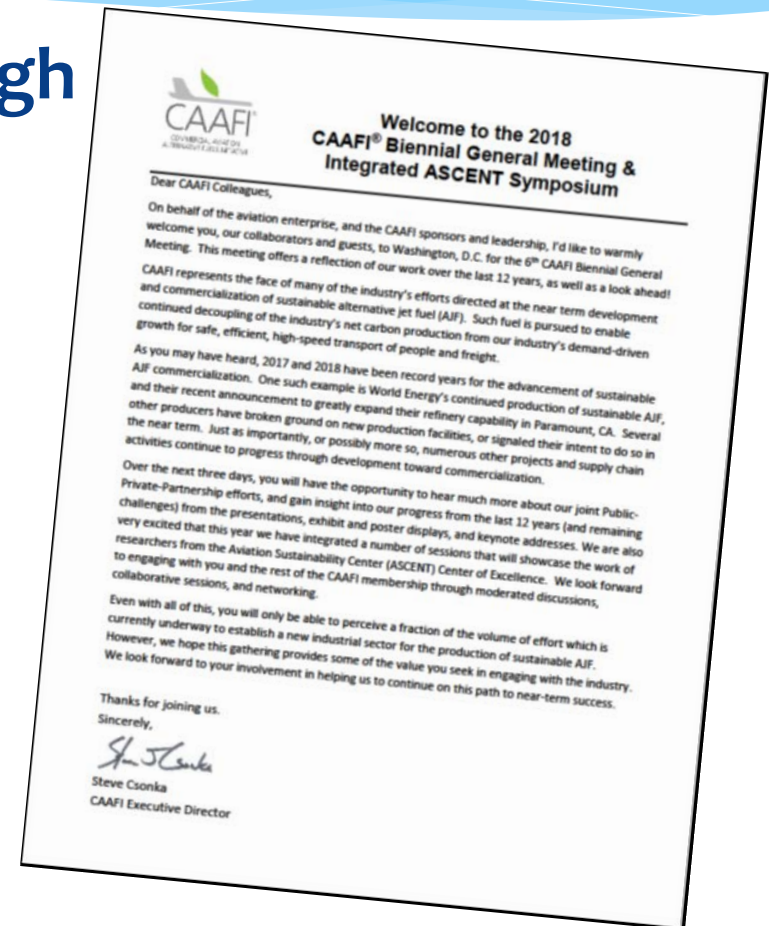 gh
CAAFI®
COMMERCIAL AVIATION
ALTERNATIVE FUELS INITIATIVE
Welcome to the 2018
CAAFI® Biennial General Meeting &
Integrated ASCENT Symposium
Dear CAAFI Colleagues,
On behalf of the aviation enterprise, and the CAAFI sponsors and leadership, I'd like to warmly
welcome you, our collaborators and guests, to Washington, D.C. for the 6th CAAFI Biennial General
Meeting. This meeting offers a reflection of our work over the last 12 years, as well as a look ahead!
CAAFI represents the face of many of the industry's efforts directed at the near term development
and commercialization of sustainable alternative jet fuel (AJF). Such fuel is pursued to enable
continued decoupling of the industry's net carbon production from our industry's demand-driven
growth for safe, efficient, high-speed transport of people and freight.
As you may have heard, 2017 and 2018 have been record years for the advancement of sustainable
AJF commercialization. One such example is World Energy's continued production of sustainable AJF,
and their recent announcement to greatly expand their refinery capability in Paramount, CA. Several
other producers have broken ground on new production facilities, or signaled their intent to do so in
the near term. Just as importantly, or possibly more so, numerous other projects and supply chain
activities continue to progress through development toward commercialization.
Over the next three days, you will have the opportunity to hear much more about our joint Public-
Private-Partnership efforts, and gain insight into our progress from the last 12 years (and remaining
challenges) from the presentations, exhibit and poster displays, and keynote addresses. We are also
very excited that this year we have integrated a number of sessions that will showcase the work of
researchers from the Aviation Sustainability Center (ASCENT) Center of Excellence. We look forward
to engaging with you and the rest of the CAAFI membership through moderated discussions,
collaborative sessions, and networking.
Even with all of this, you will only be able to perceive a fraction of the volume of effort which is
currently underway to establish a new industrial sector for the production of sustainable AJF.
However, we hope this gathering provides some of the value you seek in engaging with the industry.
We look forward to your involvement in helping us to continue on this path to near-term success.
Thanks for joining us.
Sincerely,
Steve Csonka
CAAFI Executive Director